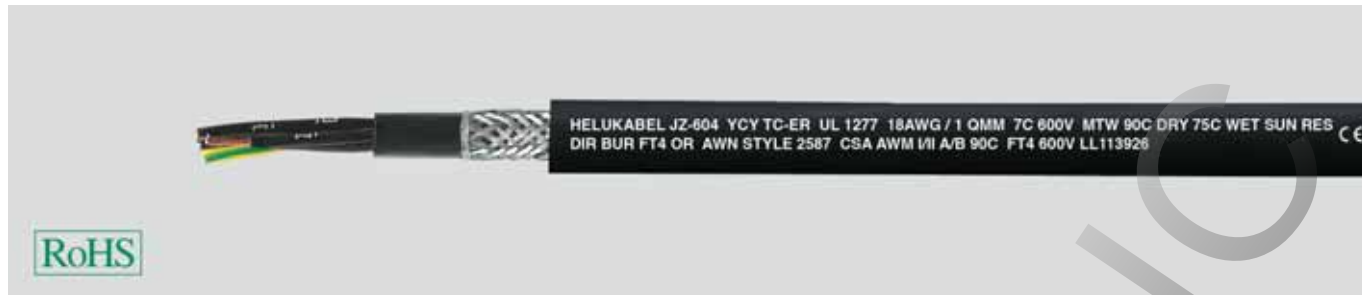 HELUKABEL JZ-604 YCY TC-ER UL 1277 18AWG / 1 QMM 7C 600V MTW 90C DRY 75C WET SUN RES
DIR BUR FT4 OR AWN STYLE 2587 CSA AWM I/II A/B 90C FT4 600V LL113926
CE
RoHS